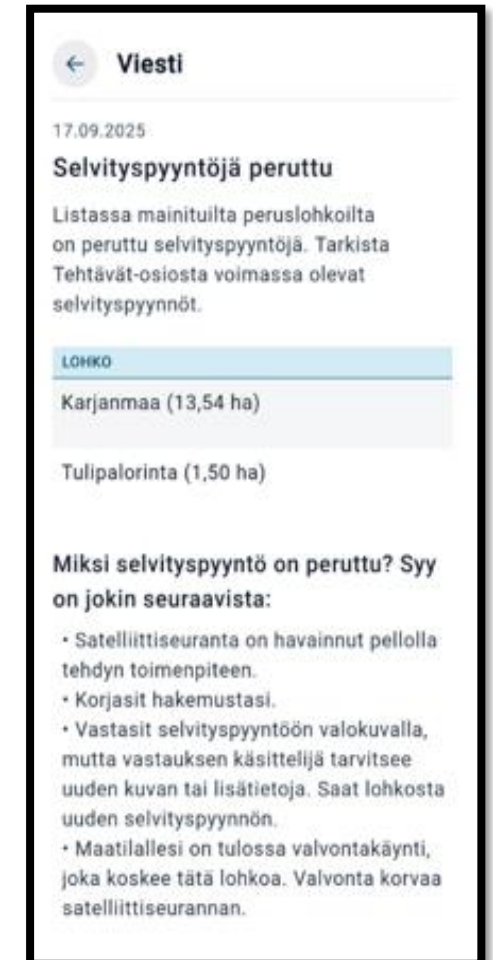 ← Viesti
17.09.2025
Selvityspyyntöjä peruttu
Listassa mainituilta peruslohkoilta
on peruttu selvityspyyntöjä. Tarkista
Tehtävät-osiosta voimassa olevat
selvityspyynnöt.
LOHKO
Karjanmaa (13,54 ha)
Tulipalorinta (1,50 ha)
Miksi selvityspyyntö on peruttu? Syy
on jokin seuraavista:
• Satelliittiseuranta on havainnut pellolla
tehdyn toimenpiteen.
• Korjasit hakemustasi.
• Vastasit selvityspyyntöön valokuvalla,
mutta vastauksen käsittelijä tarvitsee
uuden kuvan tai lisätietoja. Saat lohkosta
uuden selvityspyynnön.
• Maatilallesi on tulossa valvontakäynti,
joka koskee tätä lohkoa. Valvonta korvaa
satelliittiseurannan.